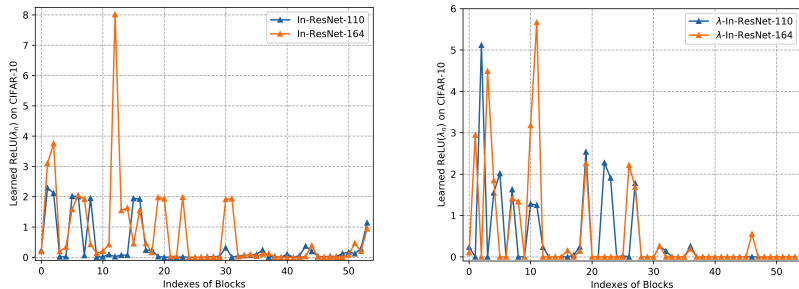 8
7
6
5
4
3
2
1
0
Learned ReLU(λn) on CIFAR-10
In-ResNet-110
In-ResNet-164
0 10 20 30 40 50
Indexes of Blocks
6
5
4
3
2
1
0
Learned ReLU(λn) on CIFAR-10
λ-In-ResNet-110
λ-In-ResNet-164
0 10 20 30 40 50
Indexes of Blocks